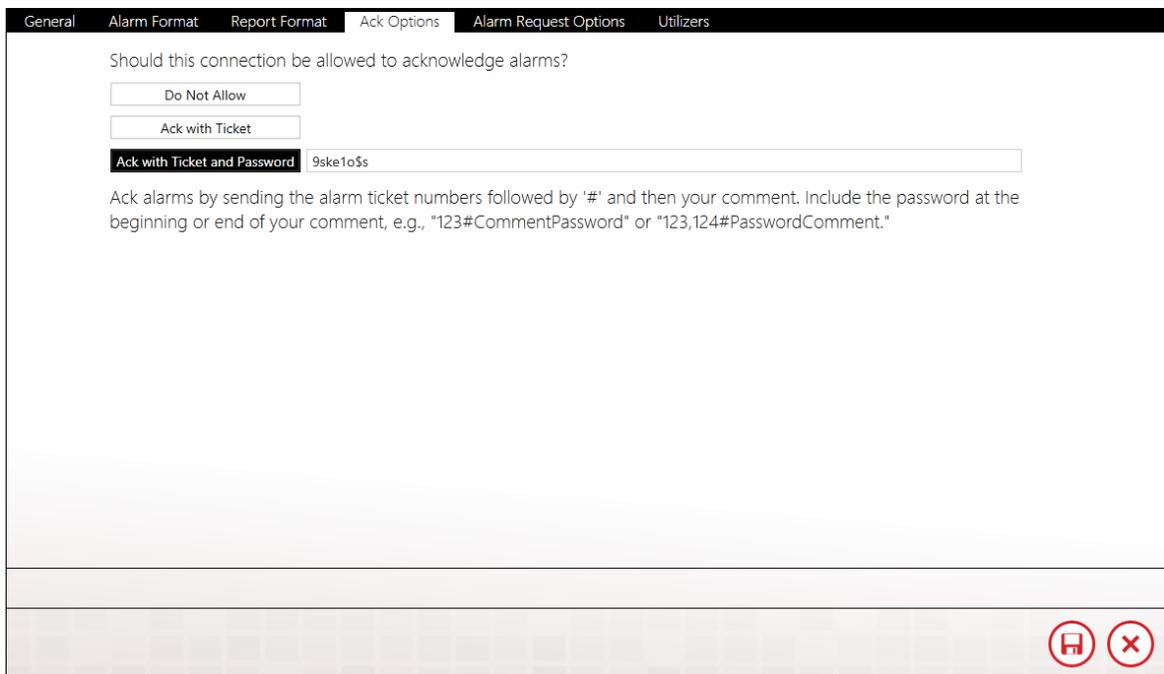 General Alarm Format Report Format Ack Options Alarm Request Options Utilizers
Should this connection be allowed to acknowledge alarms?
Do Not Allow
Ack with Ticket
Ack with Ticket and Password 9ske1o$s
Ack alarms by sending the alarm ticket numbers followed by '#' and then your comment. Include the password at the
beginning or end of your comment, e.g., "123#CommentPassword" or "123,124#PasswordComment."